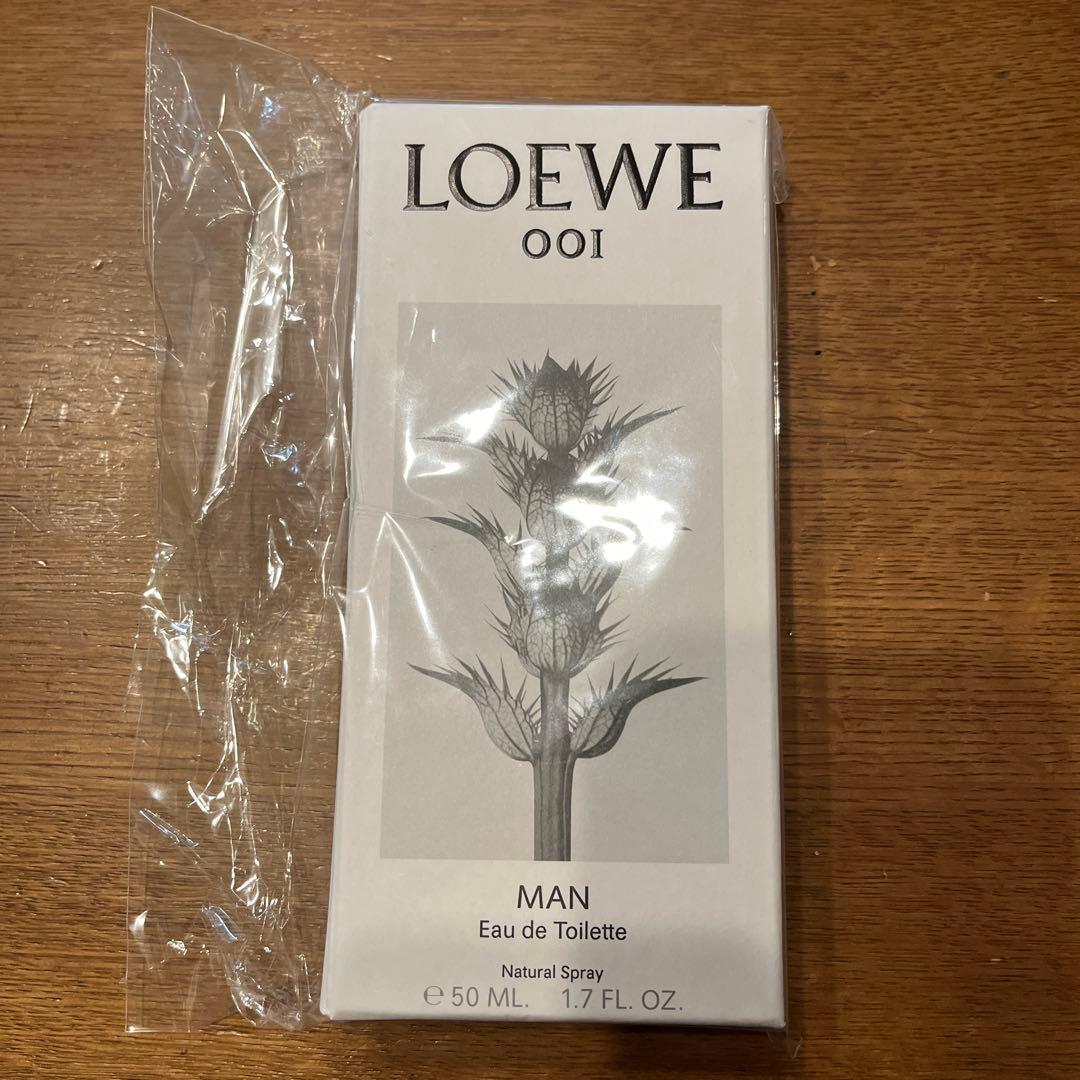 LOEWE
001
MAN
Eau de Toilette
Natural Spray
℮ 50 ML. 1.7 FL. OZ.